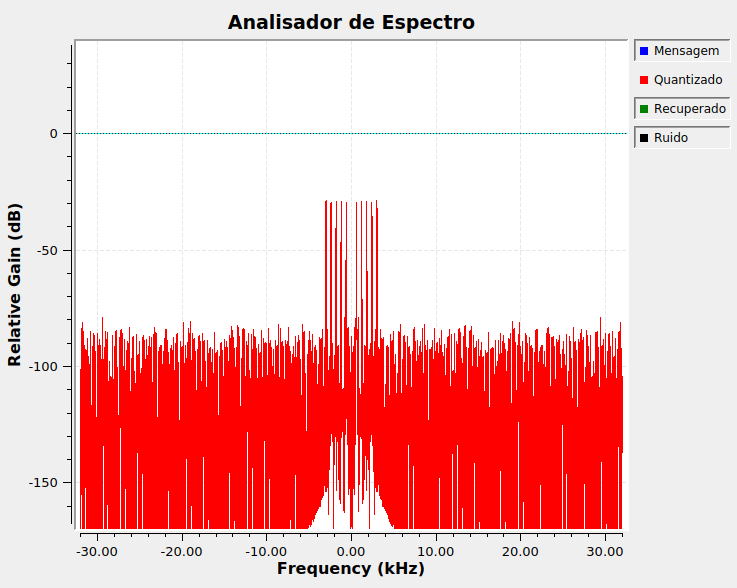 Analisador de Espectro
Mensagem
Quantizado
Recuperado
Ruido
Relative Gain (dB)
0
-50
-100
-150
-30.00 -20.00 -10.00 0.00 10.00 20.00 30.00
Frequency (kHz)